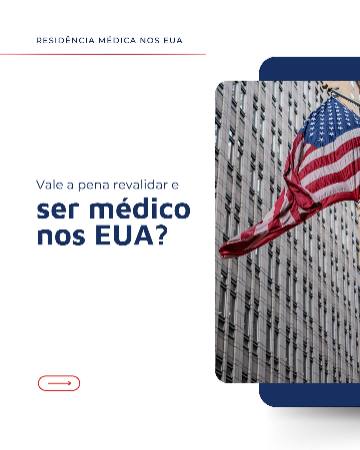 RESIDÊNCIA MÉDICA NOS EUA
Vale a pena revalidar e
ser médico
nos EUA?